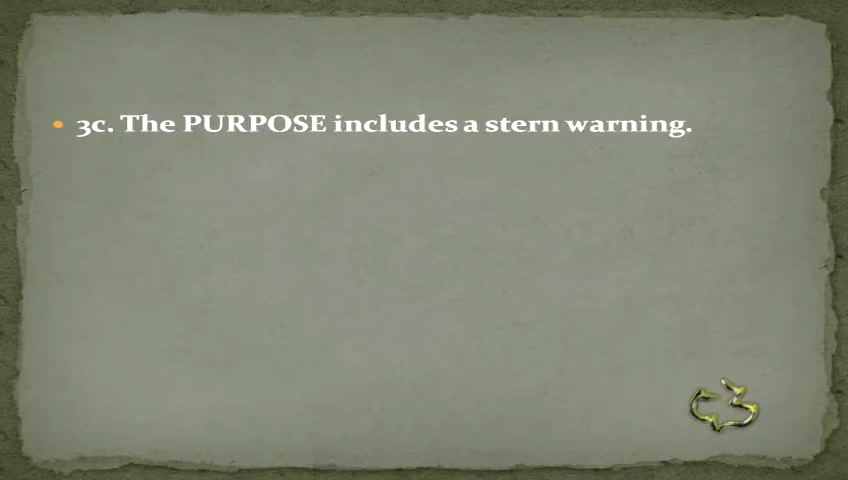 • 3c. The PURPOSE includes a stern warning.